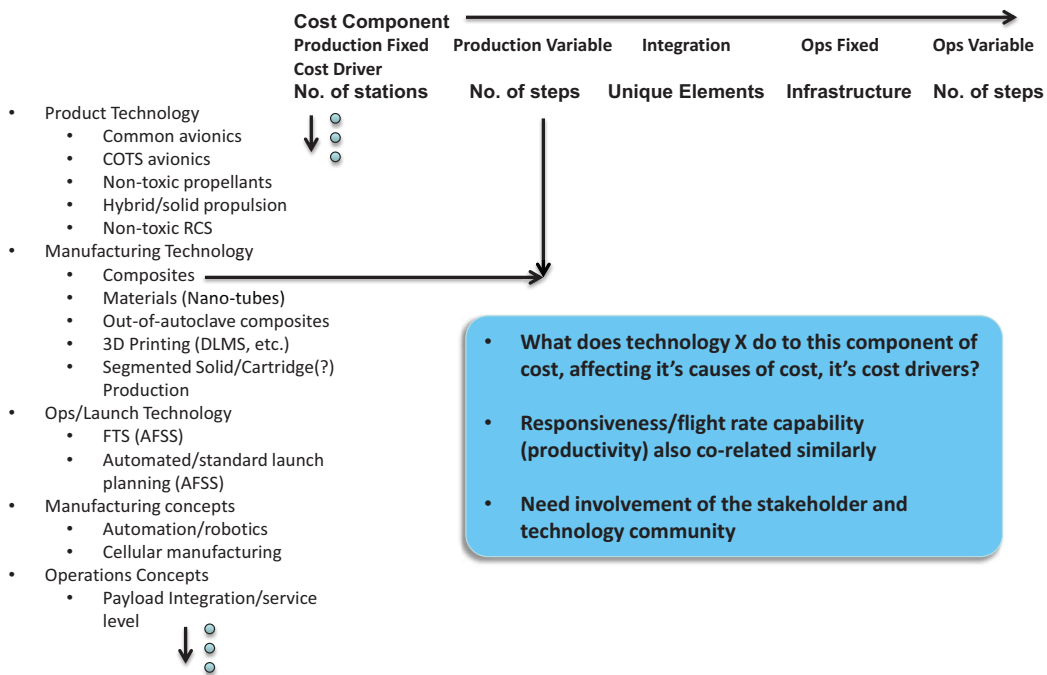 Cost Component
Production Fixed Production Variable Integration Ops Fixed Ops Variable
Cost Driver
No. of stations No. of steps Unique Elements Infrastructure No. of steps
• Product Technology
• Common avionics
• COTS avionics
• Non-toxic propellants
• Hybrid/solid propulsion
• Non-toxic RCS
• Manufacturing Technology
• Composites
• Materials (Nano-tubes)
• Out-of-autoclave composites
• 3D Printing (DLMS, etc.)
• Segmented Solid/Cartridge(?)
Production
• Ops/Launch Technology
• FTS (AFSS)
• Automated/standard launch
planning (AFSS)
• Manufacturing concepts
• Automation/robotics
• Cellular manufacturing
• Operations Concepts
• Payload Integration/service
level
• What does technology X do to this component of
cost, affecting it’s causes of cost, it’s cost drivers?
• Responsiveness/flight rate capability
(productivity) also co-related similarly
• Need involvement of the stakeholder and
technology community